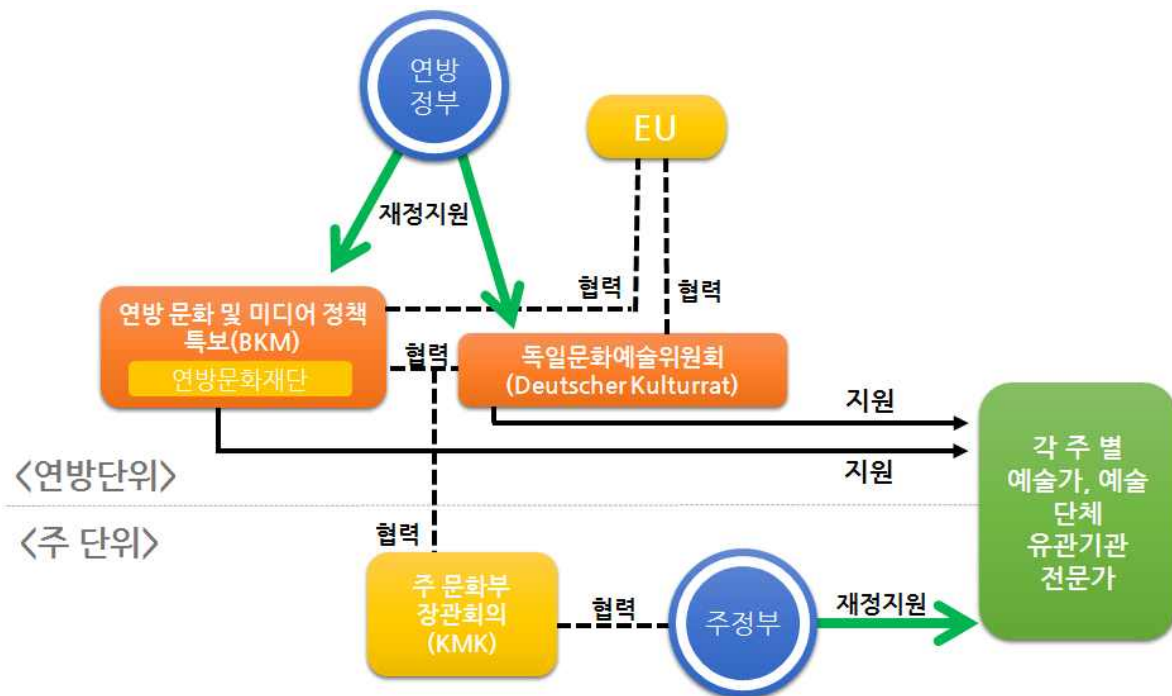 연방
정부
EU
재정지원
협력
협력
연방 문화 및 미디어 정책
특보(BKM)
연방문화재단
협력
독일문화예술위원회
(Deutscher Kulturrat)
지원
지원
각 주 별
예술가, 예술
단체
유관기관
전문가
<연방단위>
<주 단위>
협력
주 문화부
장관회의
(KMK)
협력
주정부
재정지원